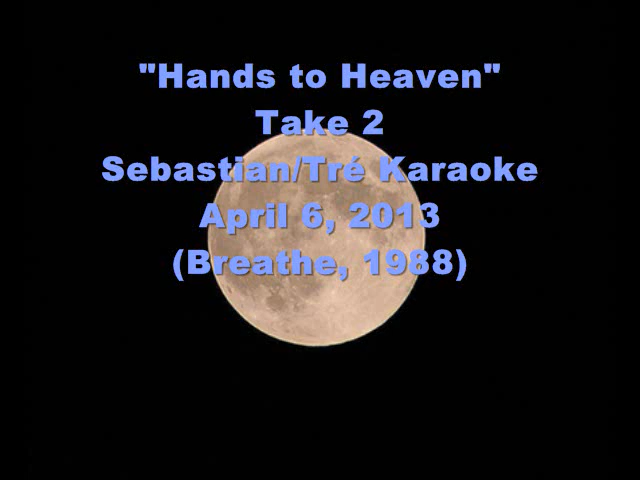 "Hands to Heaven"
Take 2
Sebastian/Tré Karaoke
April 6, 2013
(Breathe, 1988)